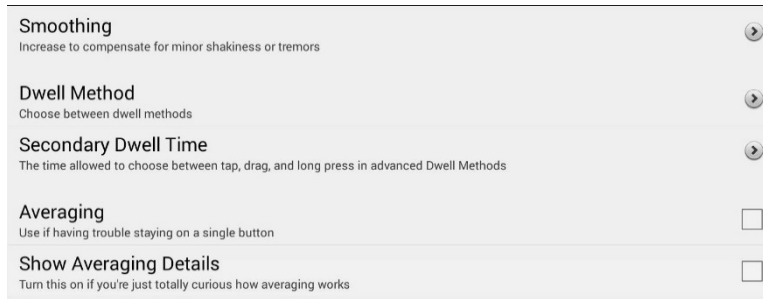 Smoothing
Increase to compensate for minor shakiness or tremors
Dwell Method
Choose between dwell methods
Secondary Dwell Time
The time allowed to choose between tap, drag, and long press in advanced Dwell Methods
Averaging
Use if having trouble staying on a single button
Show Averaging Details
Turn this on if you're just totally curious how averaging works